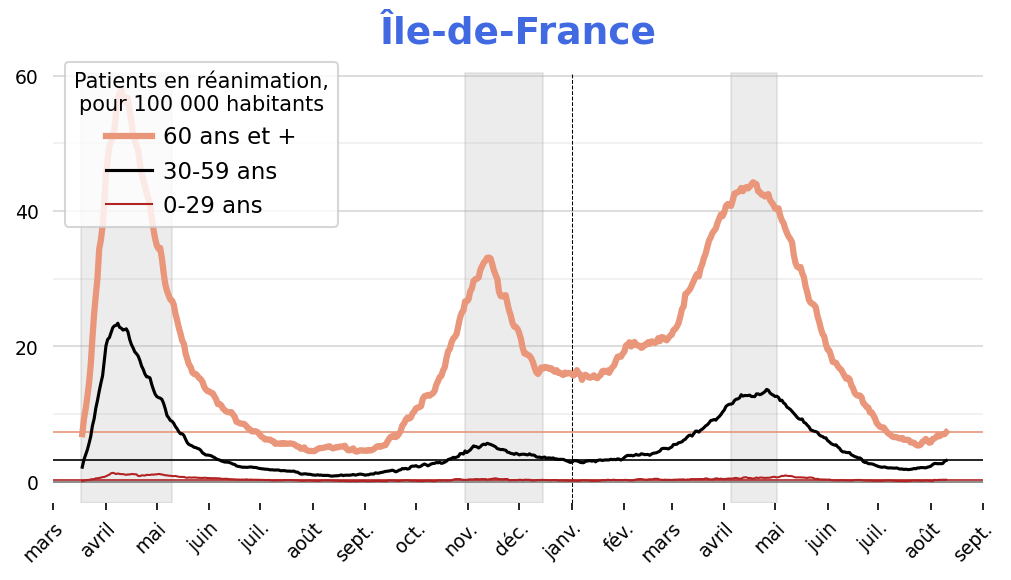 Île-de-France
Patients en réanimation,
pour 100 000 habitants
60 ans et +
30-59 ans
0-29 ans
60
40
20
0
mars avril mai juin juil. août sept. oct. nov. déc. janv. fév. mars avril mai juin juil. août sept.